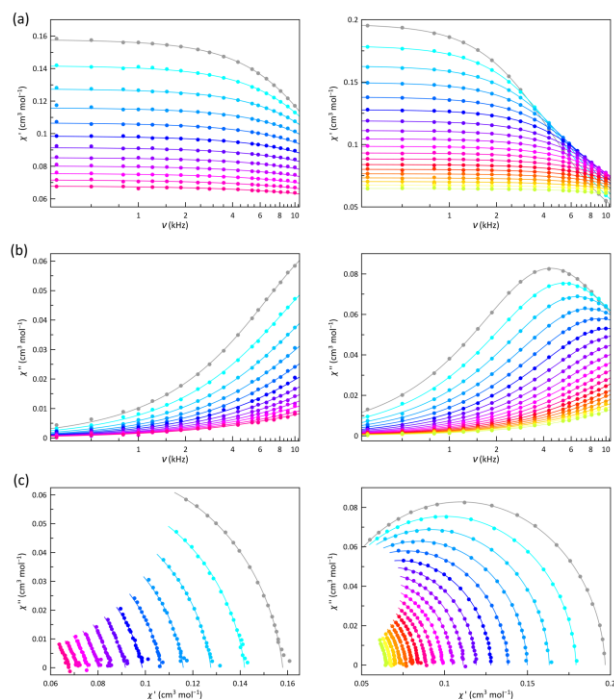 (a)
0.16
0.14
0.12
0.1
0.08
0.06
χ' (cm³ mol⁻¹)
1 2 4 6 8 10
ν (kHz)
0.2
0.15
0.1
0.05
χ' (cm³ mol⁻¹)
1 2 4 6 8 10
ν (kHz)
(b)
0.06
0.05
0.04
0.03
0.02
0.01
0
χ'' (cm³ mol⁻¹)
1 2 4 6 8 10
ν (kHz)
0.08
0.06
0.04
0.02
0
χ'' (cm³ mol⁻¹)
1 2 4 6 8 10
ν (kHz)
(c)
0.06
0.05
0.04
0.03
0.02
0.01
0
χ'' (cm³ mol⁻¹)
0.06 0.08 0.1 0.12 0.14 0.16
χ' (cm³ mol⁻¹)
0.08
0.06
0.04
0.02
0
χ'' (cm³ mol⁻¹)
0.05 0.1 0.15 0.2
χ' (cm³ mol⁻¹)